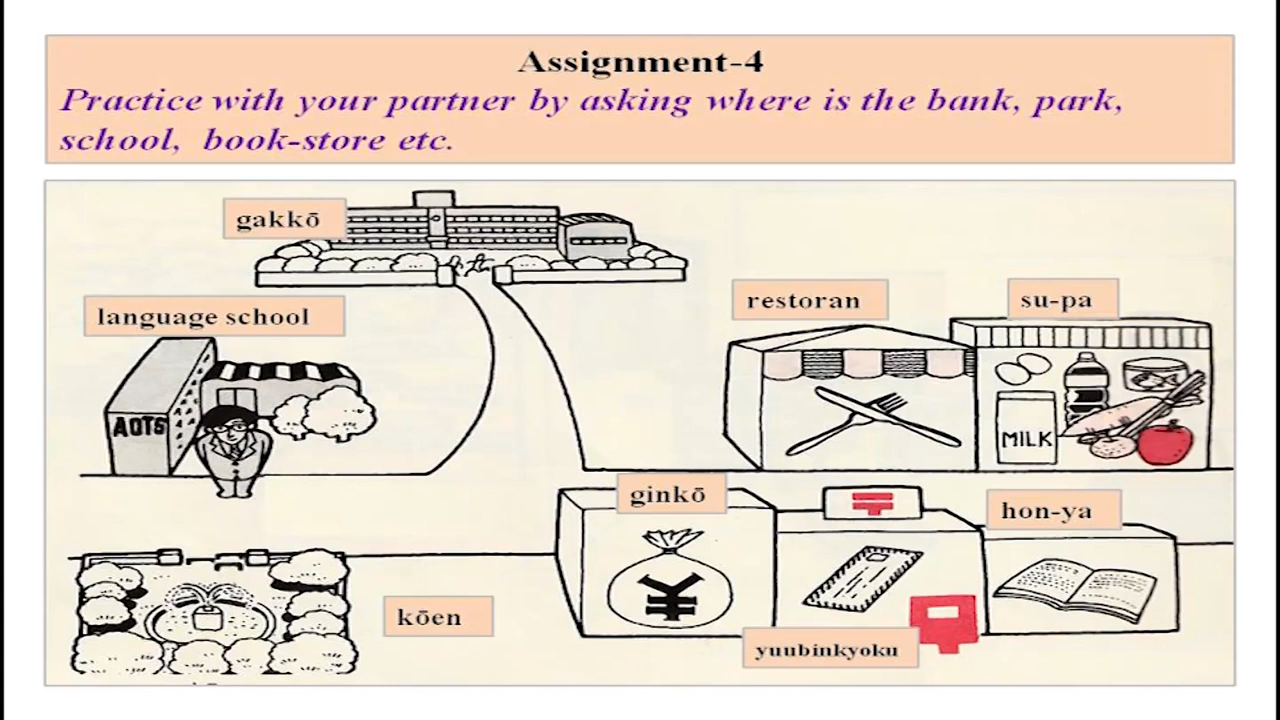 Assignment-4
Practice with your partner by asking where is the bank, park,
school, book-store etc.
gakkō
language school
restoran
su-pa
AOTS
MILK
ginkō
〒
hon-ya
¥
kōen
yuubinkyoku